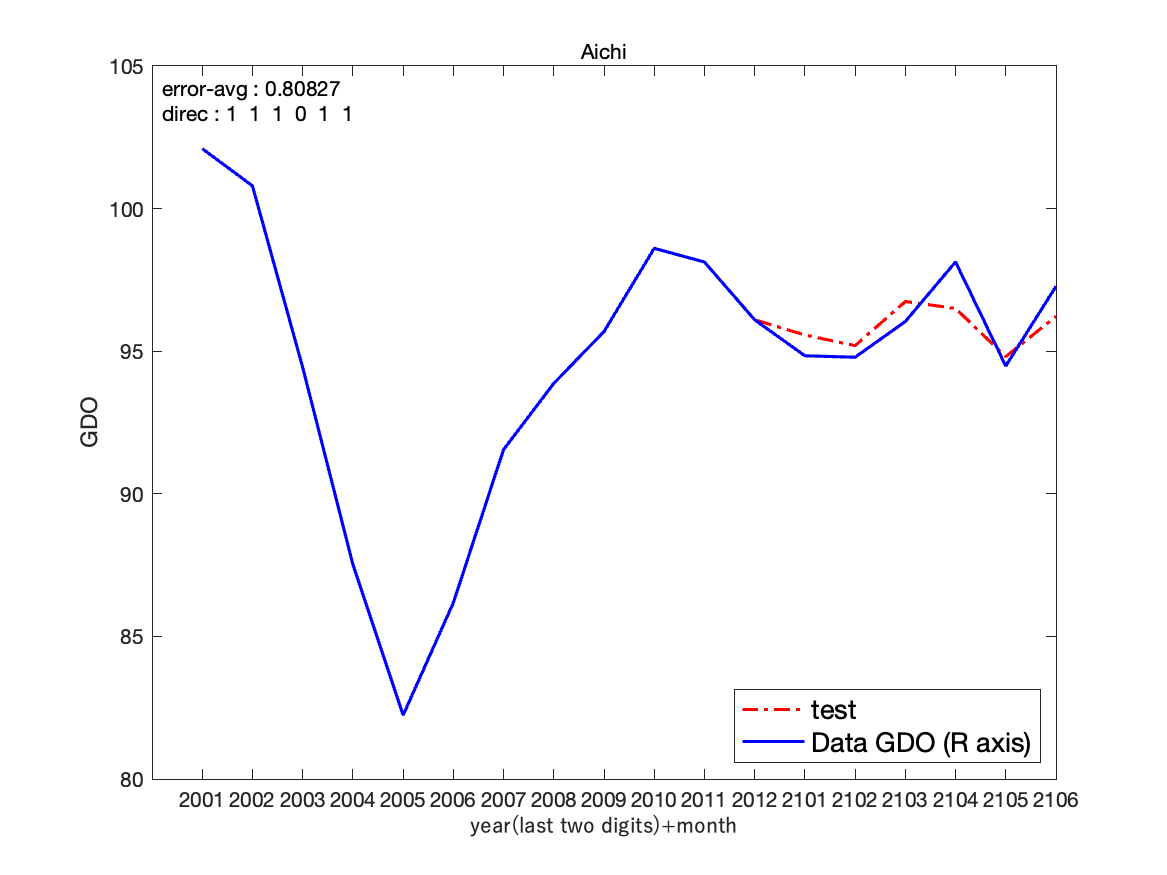 Aichi
error-avg : 0.80827
direc : 1 1 1 0 1 1
105
100
95
90
85
80
GDO
test
Data GDO (R axis)
2001 2002 2003 2004 2005 2006 2007 2008 2009 2010 2011 2012 2101 2102 2103 2104 2105 2106
year(last two digits)+month